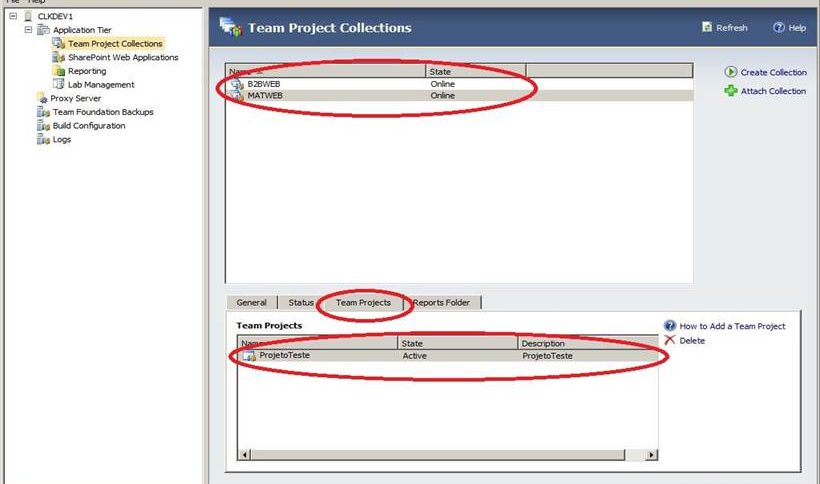 File Help
CLKDEV1
Application Tier
Team Project Collections
SharePoint Web Applications
Reporting
Lab Management
Proxy Server
Team Foundation Backups
Build Configuration
Logs
Team Project Collections
Refresh
Help
Name State
B2BWEB Online
MATWEB Online
Create Collection
Attach Collection
General Status Team Projects Reports Folder
Team Projects
Name State Description
ProjetoTeste Active ProjetoTeste
How to Add a Team Project
Delete